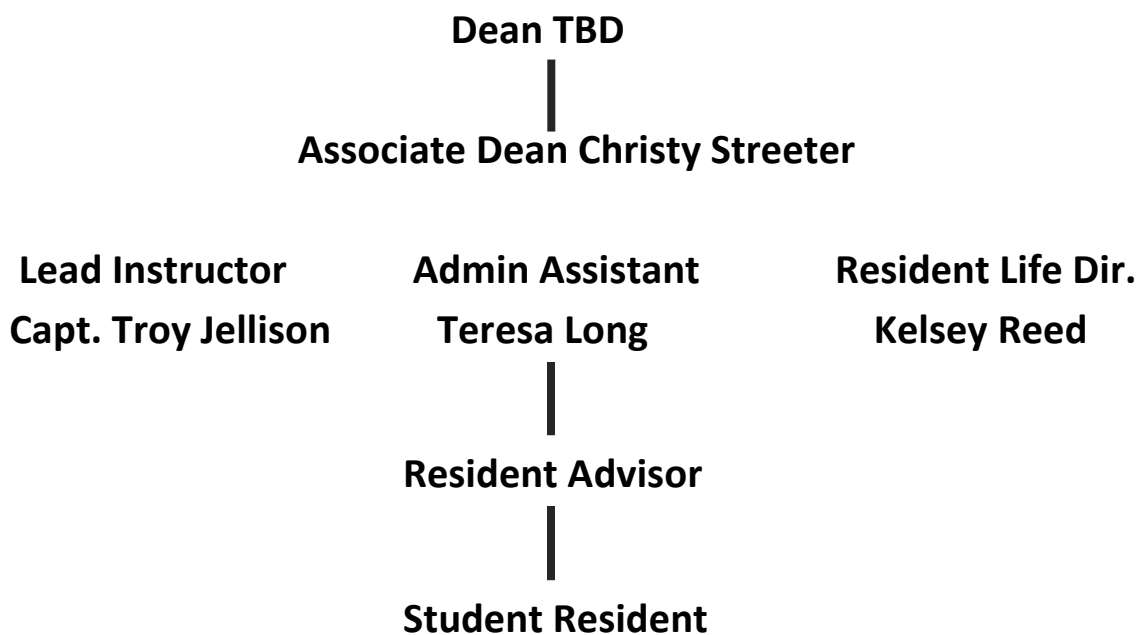 Dean TBD
Associate Dean Christy Streeter
Lead Instructor Admin Assistant Resident Life Dir.
Capt. Troy Jellison Teresa Long Kelsey Reed
Resident Advisor
Student Resident